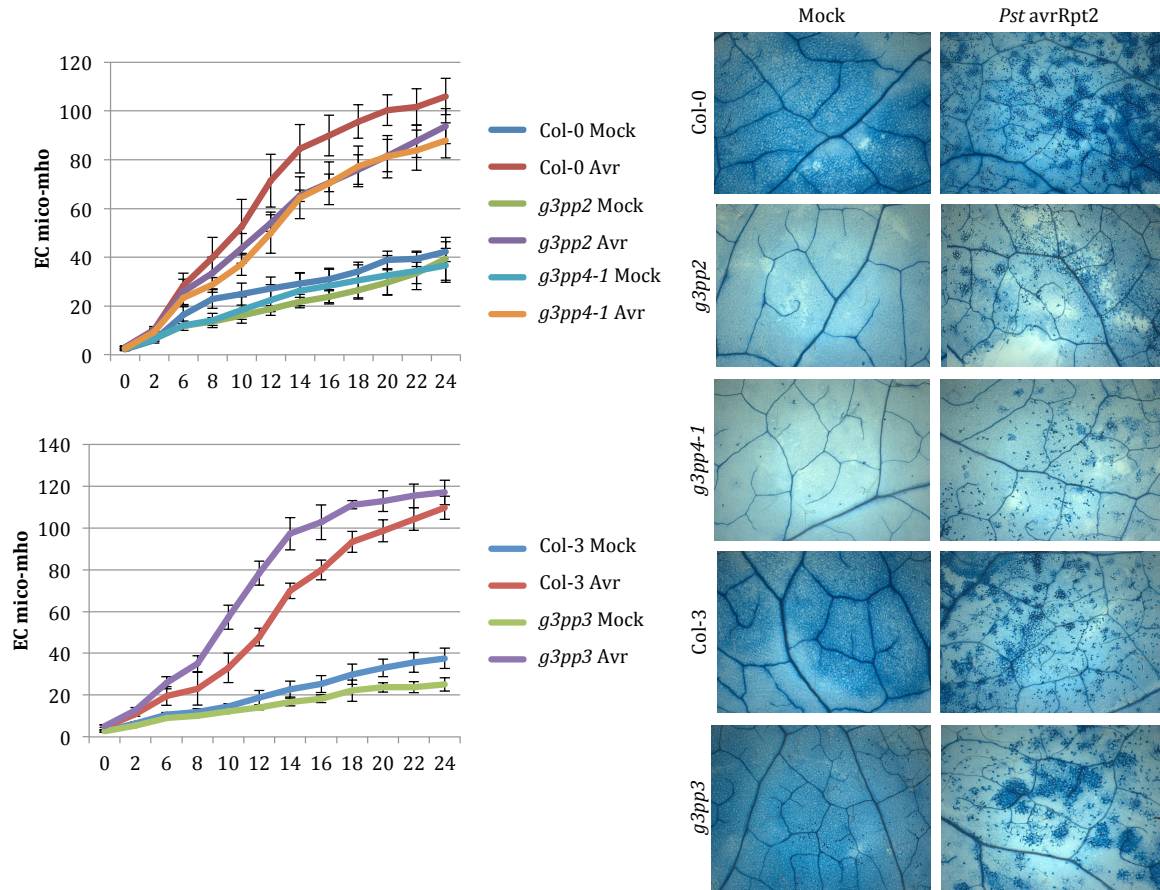 120
100
80
60
40
20
0
EC mico-mho
0 2 6 8 10 12 14 16 18 20 22 24
Col-0 Mock
Col-0 Avr
g3pp2 Mock
g3pp2 Avr
g3pp4-1 Mock
g3pp4-1 Avr
140
120
100
80
60
40
20
0
EC mico-mho
0 2 6 8 10 12 14 16 18 20 22 24
Col-3 Mock
Col-3 Avr
g3pp3 Mock
g3pp3 Avr
Mock
Pst avrRpt2
Col-0
g3pp2
g3pp4-1
Col-3
g3pp3